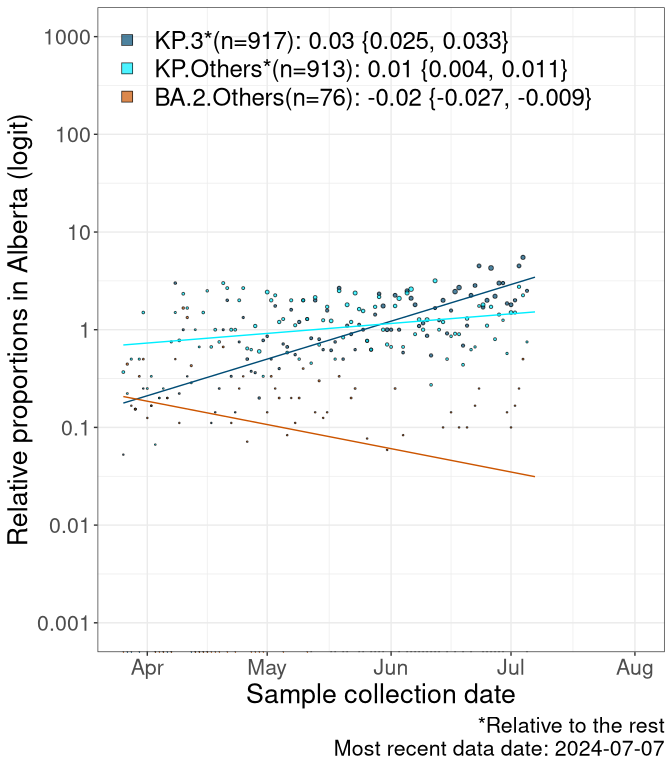 KP.3*(n=917): 0.03 {0.025, 0.033}
KP.Others*(n=913): 0.01 {0.004, 0.011}
BA.2.Others(n=76): -0.02 {-0.027, -0.009}
Relative proportions in Alberta (logit)
1000
100
10
1
0.1
0.01
0.001
Apr May Jun Jul Aug
Sample collection date
*Relative to the rest
Most recent data date: 2024-07-07